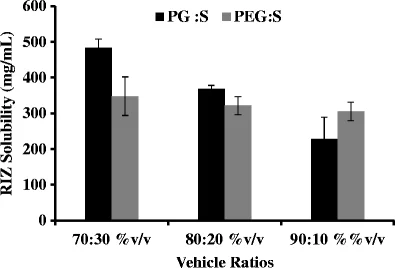 PG :S PEG:S
600
500
400
300
200
100
0
RIZ Solubility (mg/mL)
70:30 %v/v 80:20 %v/v 90:10 %%v/v
Vehicle Ratios